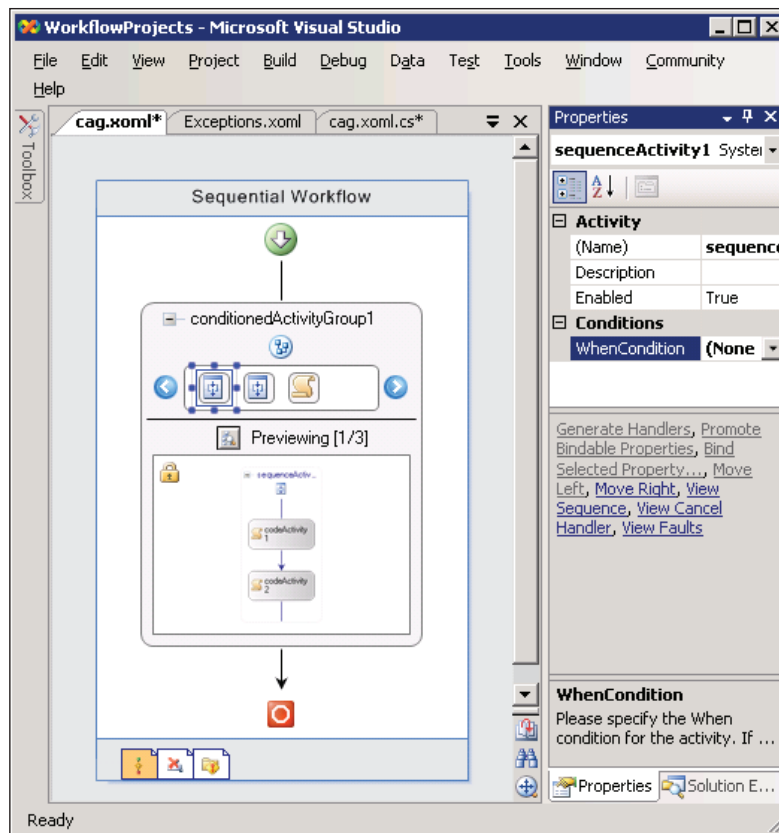 WorkflowProjects - Microsoft Visual Studio
File Edit View Project Build Debug Data Test Tools Window Community
Help
cag.xoml* Exceptions.xoml cag.xoml.cs*
Toolbox
Sequential Workflow
conditionedActivityGroup1
Previewing [1/3]
sequenceActiv...
codeActivity
1
codeActivity
2
Properties
sequenceActivity1 System
Activity
(Name) sequence
Description
Enabled True
Conditions
WhenCondition (None
Generate Handlers, Promote
Bindable Properties, Bind
Selected Property..., Move
Left, Move Right, View
Sequence, View Cancel
Handler, View Faults
WhenCondition
Please specify the When
condition for the activity. If ...
Properties Solution E...
Ready